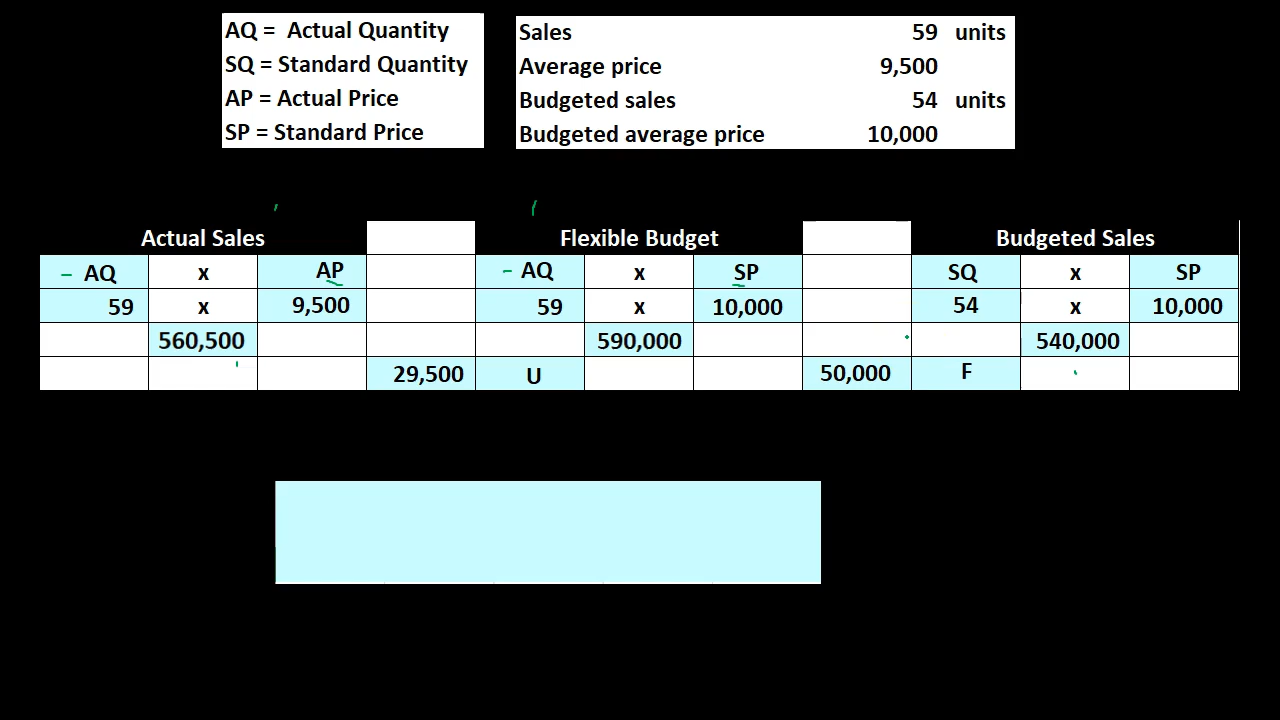 AQ = Actual Quantity
SQ = Standard Quantity
AP = Actual Price
SP = Standard Price
Sales 59 units
Average price 9,500
Budgeted sales 54 units
Budgeted average price 10,000
Actual Sales Flexible Budget Budgeted Sales
AQ x AP AQ x SP SQ x SP
59 x 9,500 59 x 10,000 54 x 10,000
560,500 590,000 540,000
29,500 U 50,000 F